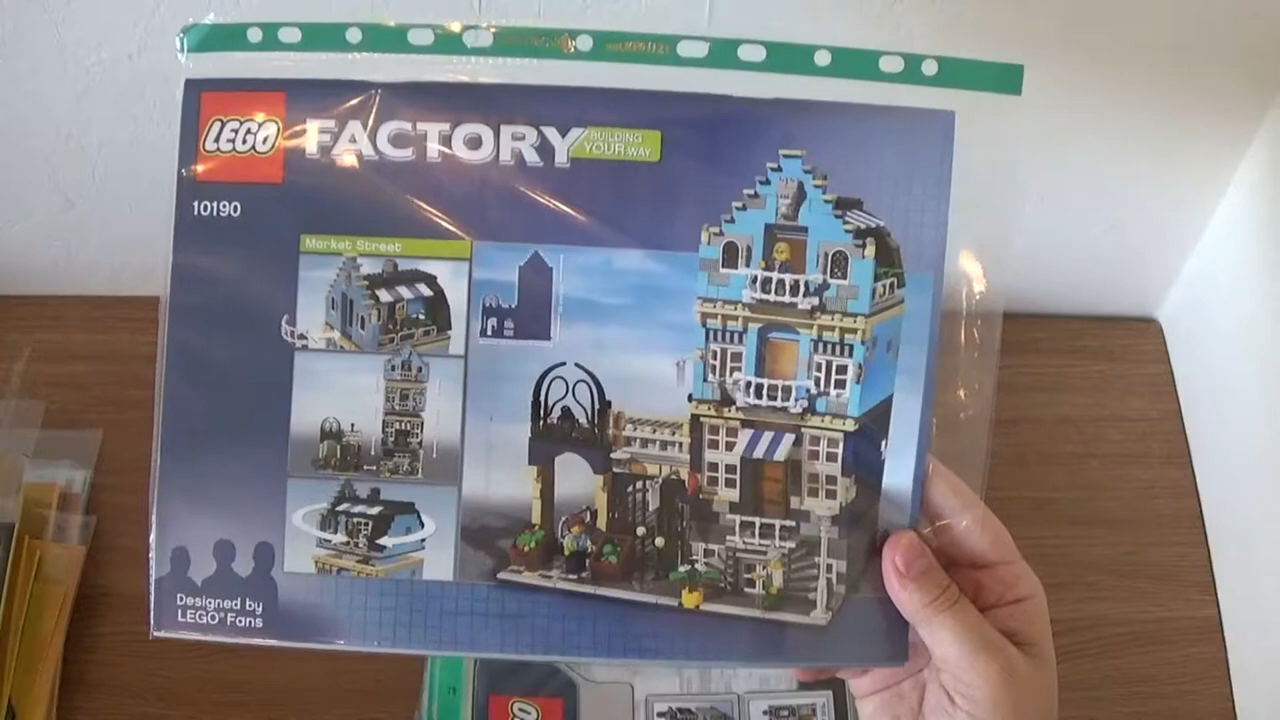 LEGO
FACTORY
BUILDING
YOUR WAY
10190
Market Street
Designed by
LEGO® Fans